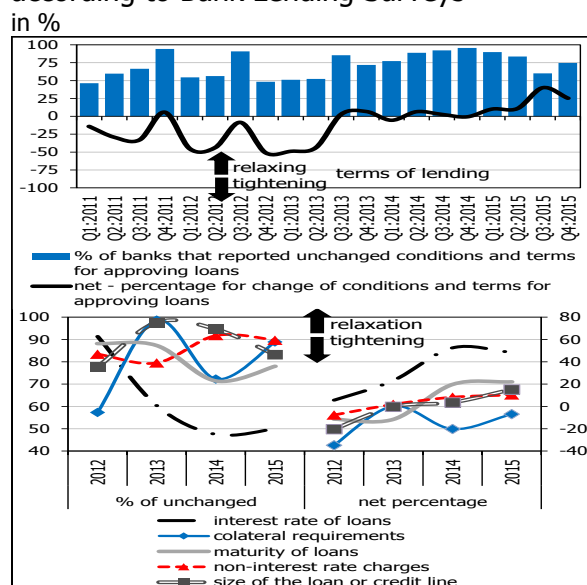 according to Bank Lending Surveys
in %
100
75
50
25
0
-25
-50
-75
-100
relaxing
tightening
terms of lending
Q1:2011
Q2:2011
Q3:2011
Q4:2011
Q1:2012
Q2:2012
Q3:2012
Q4:2012
Q1:2013
Q2:2013
Q3:2013
Q4:2013
Q1:2014
Q2:2014
Q3:2014
Q4:2014
Q1:2015
Q2:2015
Q3:2015
Q4:2015
% of banks that reported unchanged conditions and terms
for approving loans
net - percentage for change of conditions and terms for
approving loans
100
90
80
70
60
50
40
relaxation
tightening
80
60
40
20
0
-20
-40
2012
2013
2014
2015
2012
2013
2014
2015
% of unchanged
net percentage
interest rate of loans
colateral requirements
maturity of loans
non-interest rate charges
size of the loan or credit line